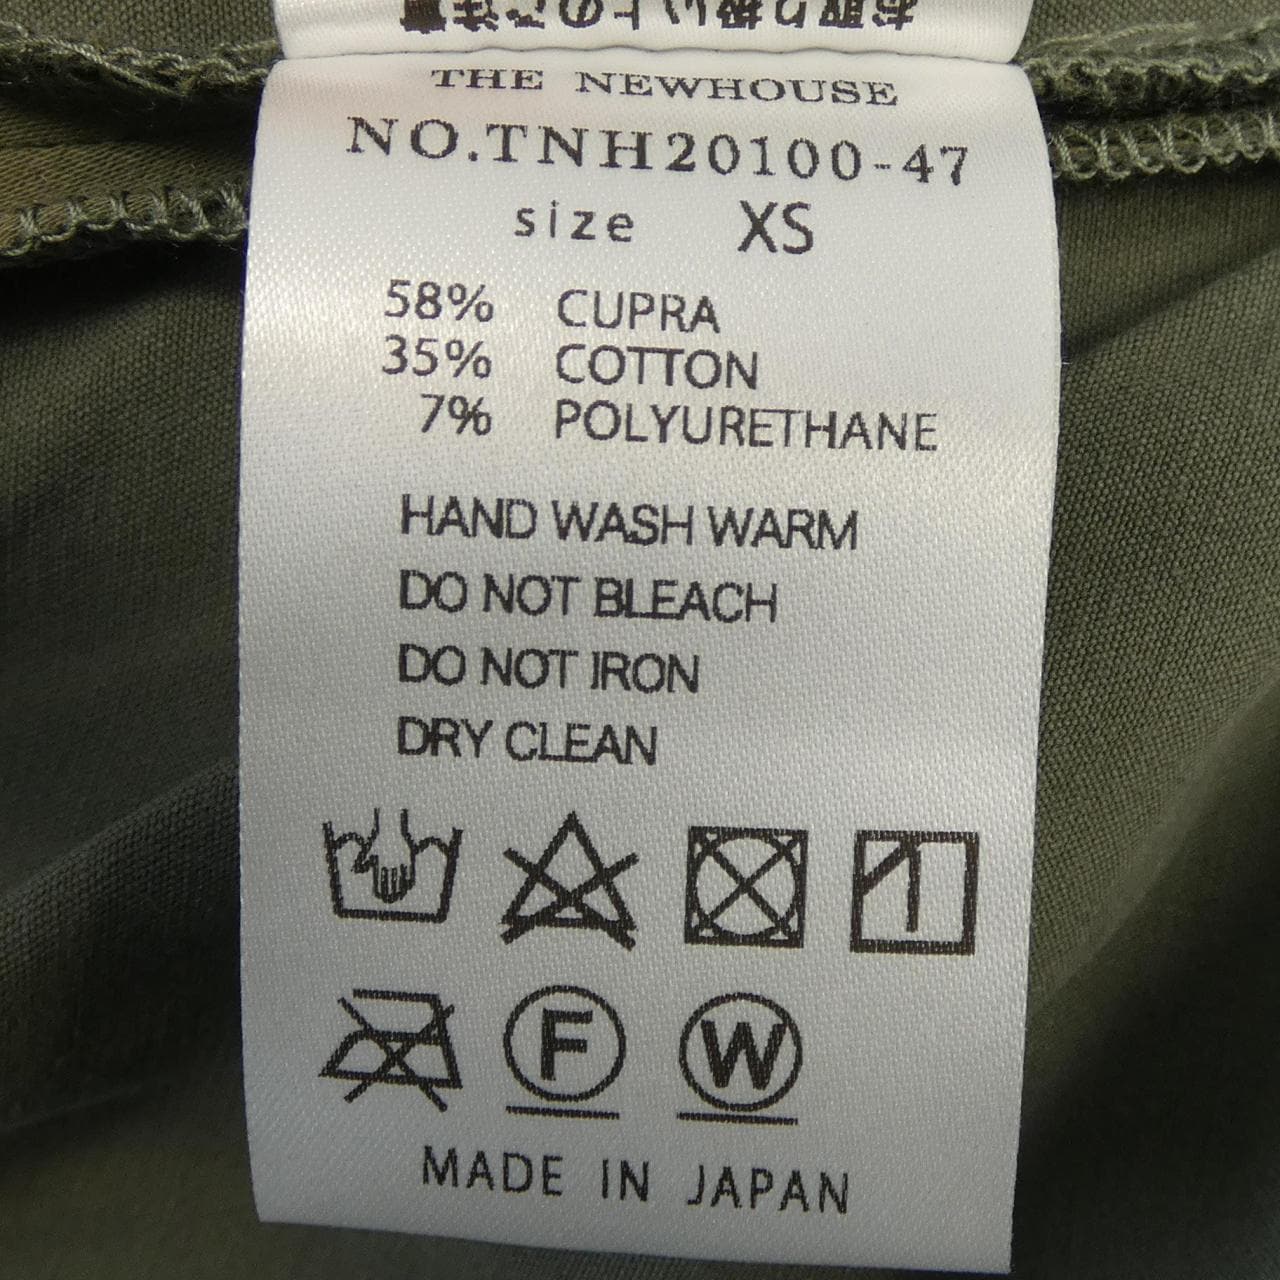 THE NEWHOUSE
NO.TNH20100-47
size XS
58% CUPRA
35% COTTON
7% POLYURETHANE
HAND WASH WARM
DO NOT BLEACH
DO NOT IRON
DRY CLEAN
F W
MADE IN JAPAN